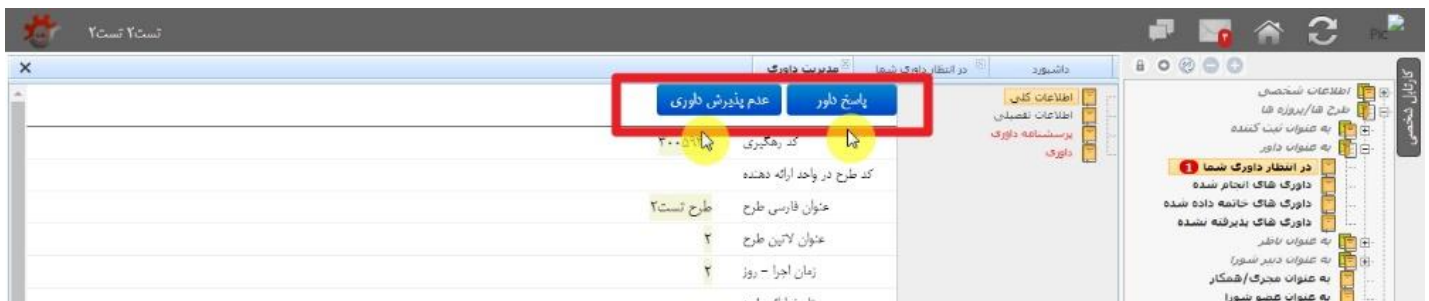 تست۲ تست۲
۲
Pic
کارتابل شخصی
اطلاعات شخصی
طرح ها/پروژه ها
به عنوان ثبت کننده
به عنوان داور
در انتظار داوری شما 1
داوری های انجام شده
داوری های خاتمه داده شده
داوری های پذیرفته نشده
به عنوان ناظر
به عنوان دبیر شورا
به عنوان مجری/همکار
به عنوان عضو شورا
داشبورد
در انتظار داوری شما
مدیریت داوری
اطلاعات کلی
اطلاعات تفصیلی
پرسشنامه داوری
داوری
پاسخ داور
عدم پذیرش داوری
کد رهگیری
کد طرح در واحد ارائه دهنده
عنوان فارسی طرح طرح تست۲
عنوان لاتین طرح ۲
زمان اجرا - روز ۲